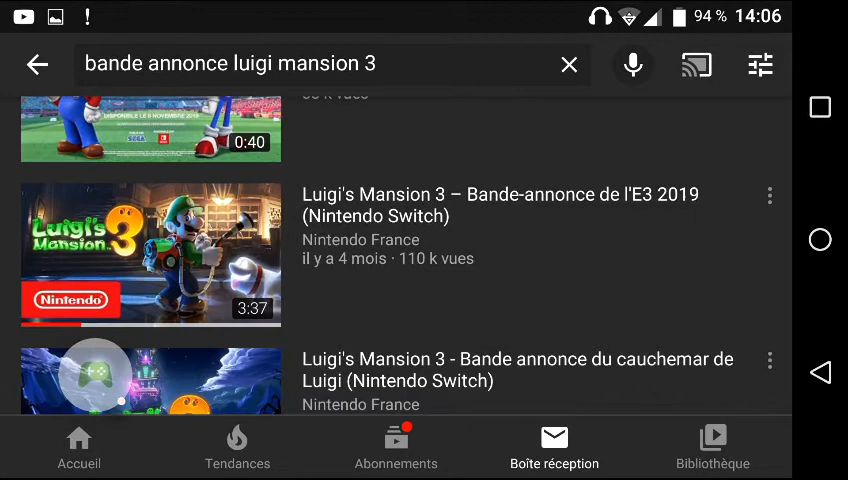 94 % 14:06
bande annonce luigi mansion 3
DISPONIBLE LE 8 NOVEMBRE 2019
SEGA
0:40
Luigi's Mansion 3
Nintendo
3:37
Luigi's Mansion 3 – Bande-annonce de l'E3 2019
(Nintendo Switch)
Nintendo France
il y a 4 mois · 110 k vues
Luigi's Mansion 3 - Bande annonce du cauchemar de
Luigi (Nintendo Switch)
Nintendo France
Accueil
Tendances
Abonnements
Boîte réception
Bibliothèque